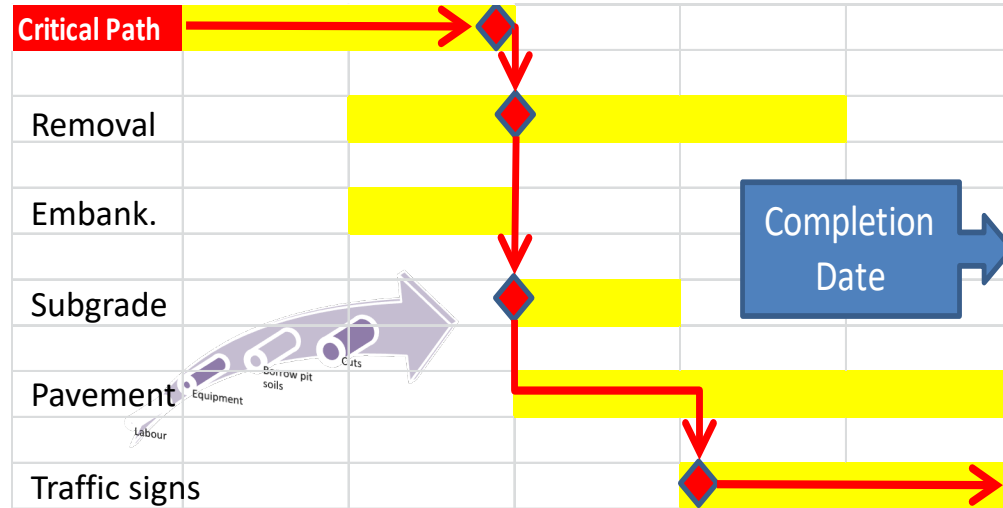 Critical Path
Removal
Embank.
Completion
Date
Subgrade
Cuts
Borrow pit
soils
Pavement
Equipment
Labour
Traffic signs